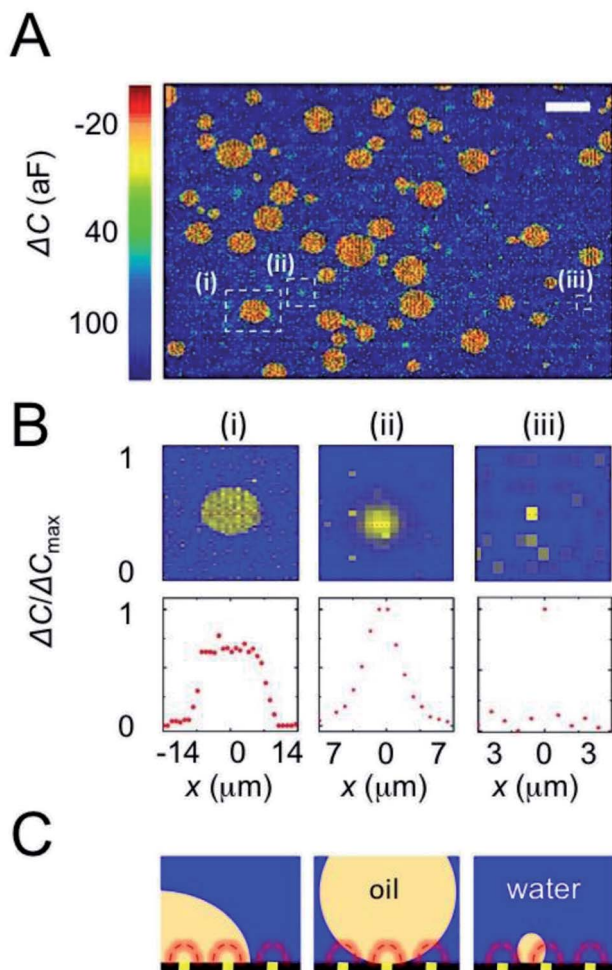 A
ΔC (aF)
-20
40
100
(i)
(ii)
(iii)
B
(i)
(ii)
(iii)
ΔC/ΔCmax
1
0
1
0
-14 0 14
7 0 7
3 0 3
x (μm)
x (μm)
x (μm)
C
oil
water